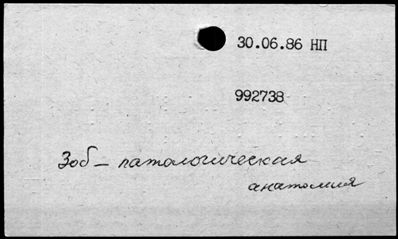 30.06.86 НП
992738
Зоб – патологическая
анатомия